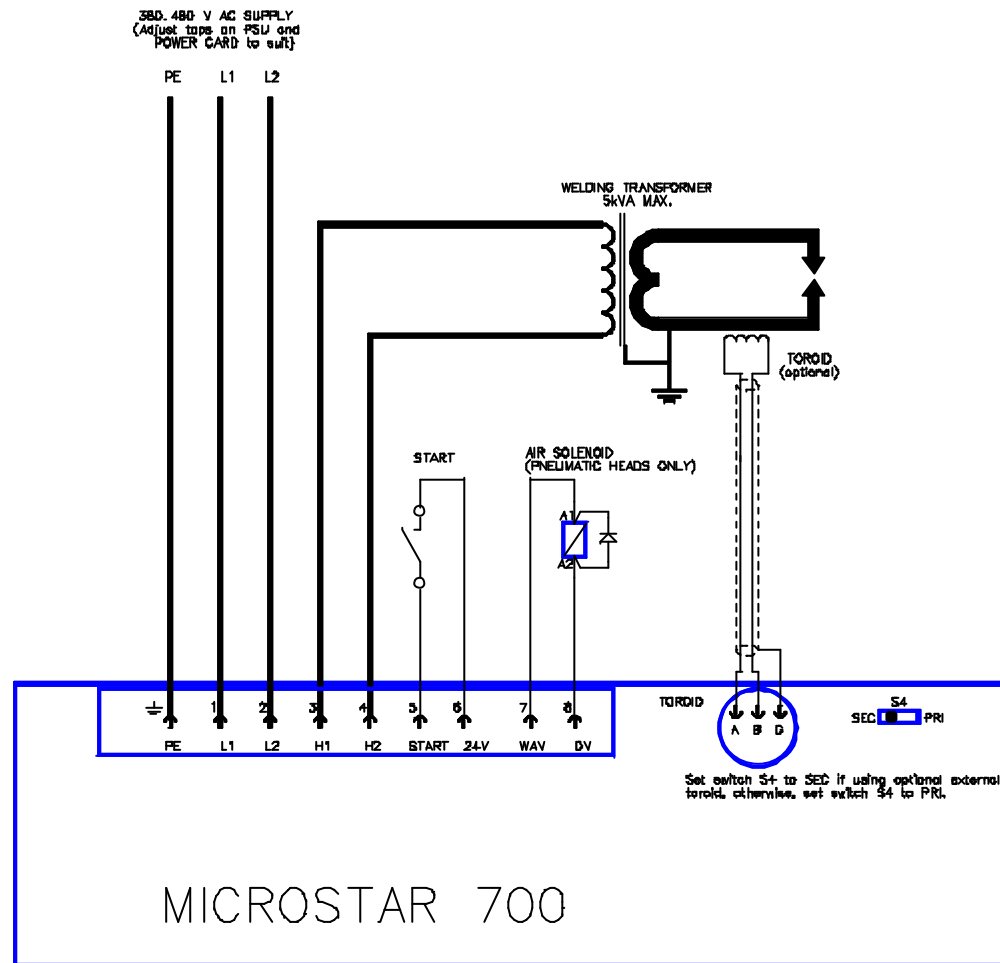 380-480 V AC SUPPLY
(Adjust taps on PSU and
POWER CARD to suit)
PE L1 L2
WELDING TRANSFORMER
5kVA MAX.
TOROID
(optional)
START
AIR SOLENOID
(PNEUMATIC HEADS ONLY)
A1
A2
1 2 3 4 5 6 7 8
PE L1 L2 H1 H2 START 24V WAV 0V
TOROID
A B D
S4
SEC PRI
Set switch S4 to SEC if using optional external
toroid, otherwise, set switch S4 to PRI.
MICROSTAR 700